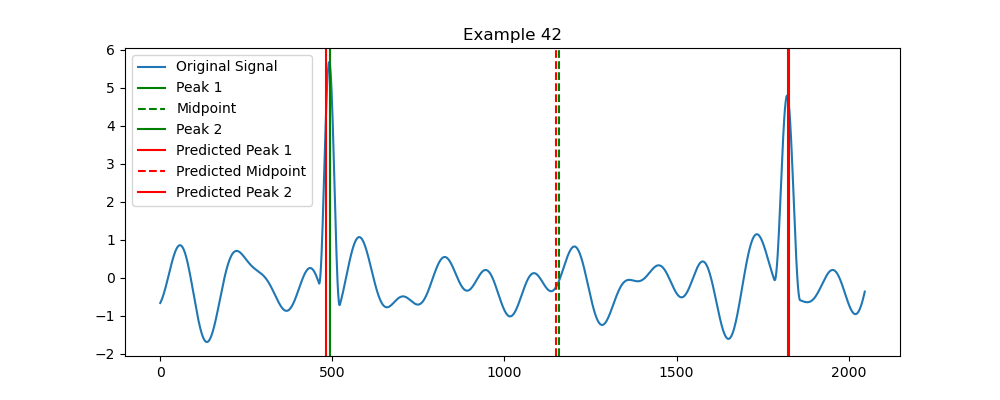 Example 42
Original Signal
Peak 1
Midpoint
Peak 2
Predicted Peak 1
Predicted Midpoint
Predicted Peak 2
6
5
4
3
2
1
0
−1
−2
0 500 1000 1500 2000